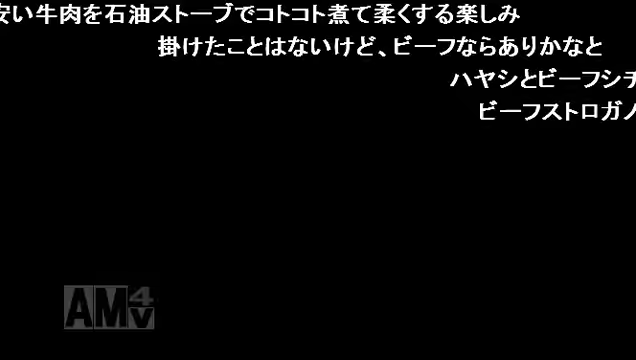 安い牛肉を石油ストーブでコトコト煮て柔くする楽しみ
掛けたことはないけど、ビーフならありかなと
ハヤシとビーフシチ
ビーフストロガノ
AM4v